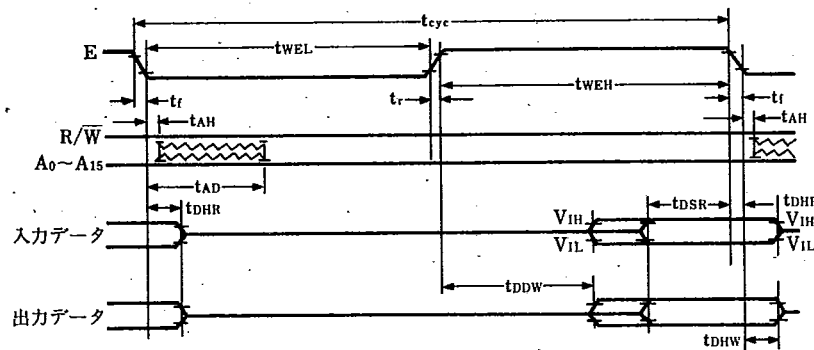 tcyc
E
tWEL
tWEH
tf
tr
tf
tAH
tAH
R/W̅
A0~A15
tAD
tDHR
tDSR
tDHR
入力データ
VIH
VIL
VIH
VIL
tDDW
出力データ
tDHW